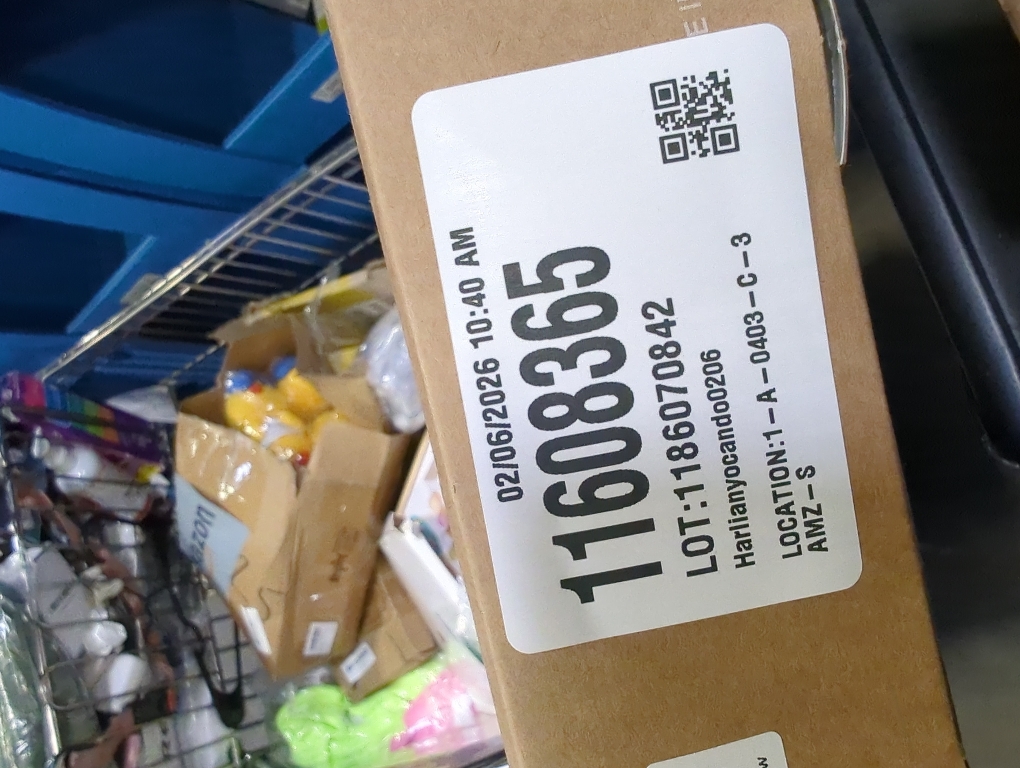 02/06/2026 10:40 AM
11608365
LOT:1186070842
Harlianyocando0206
LOCATION:1-A-0403-C-3
AMZ-S